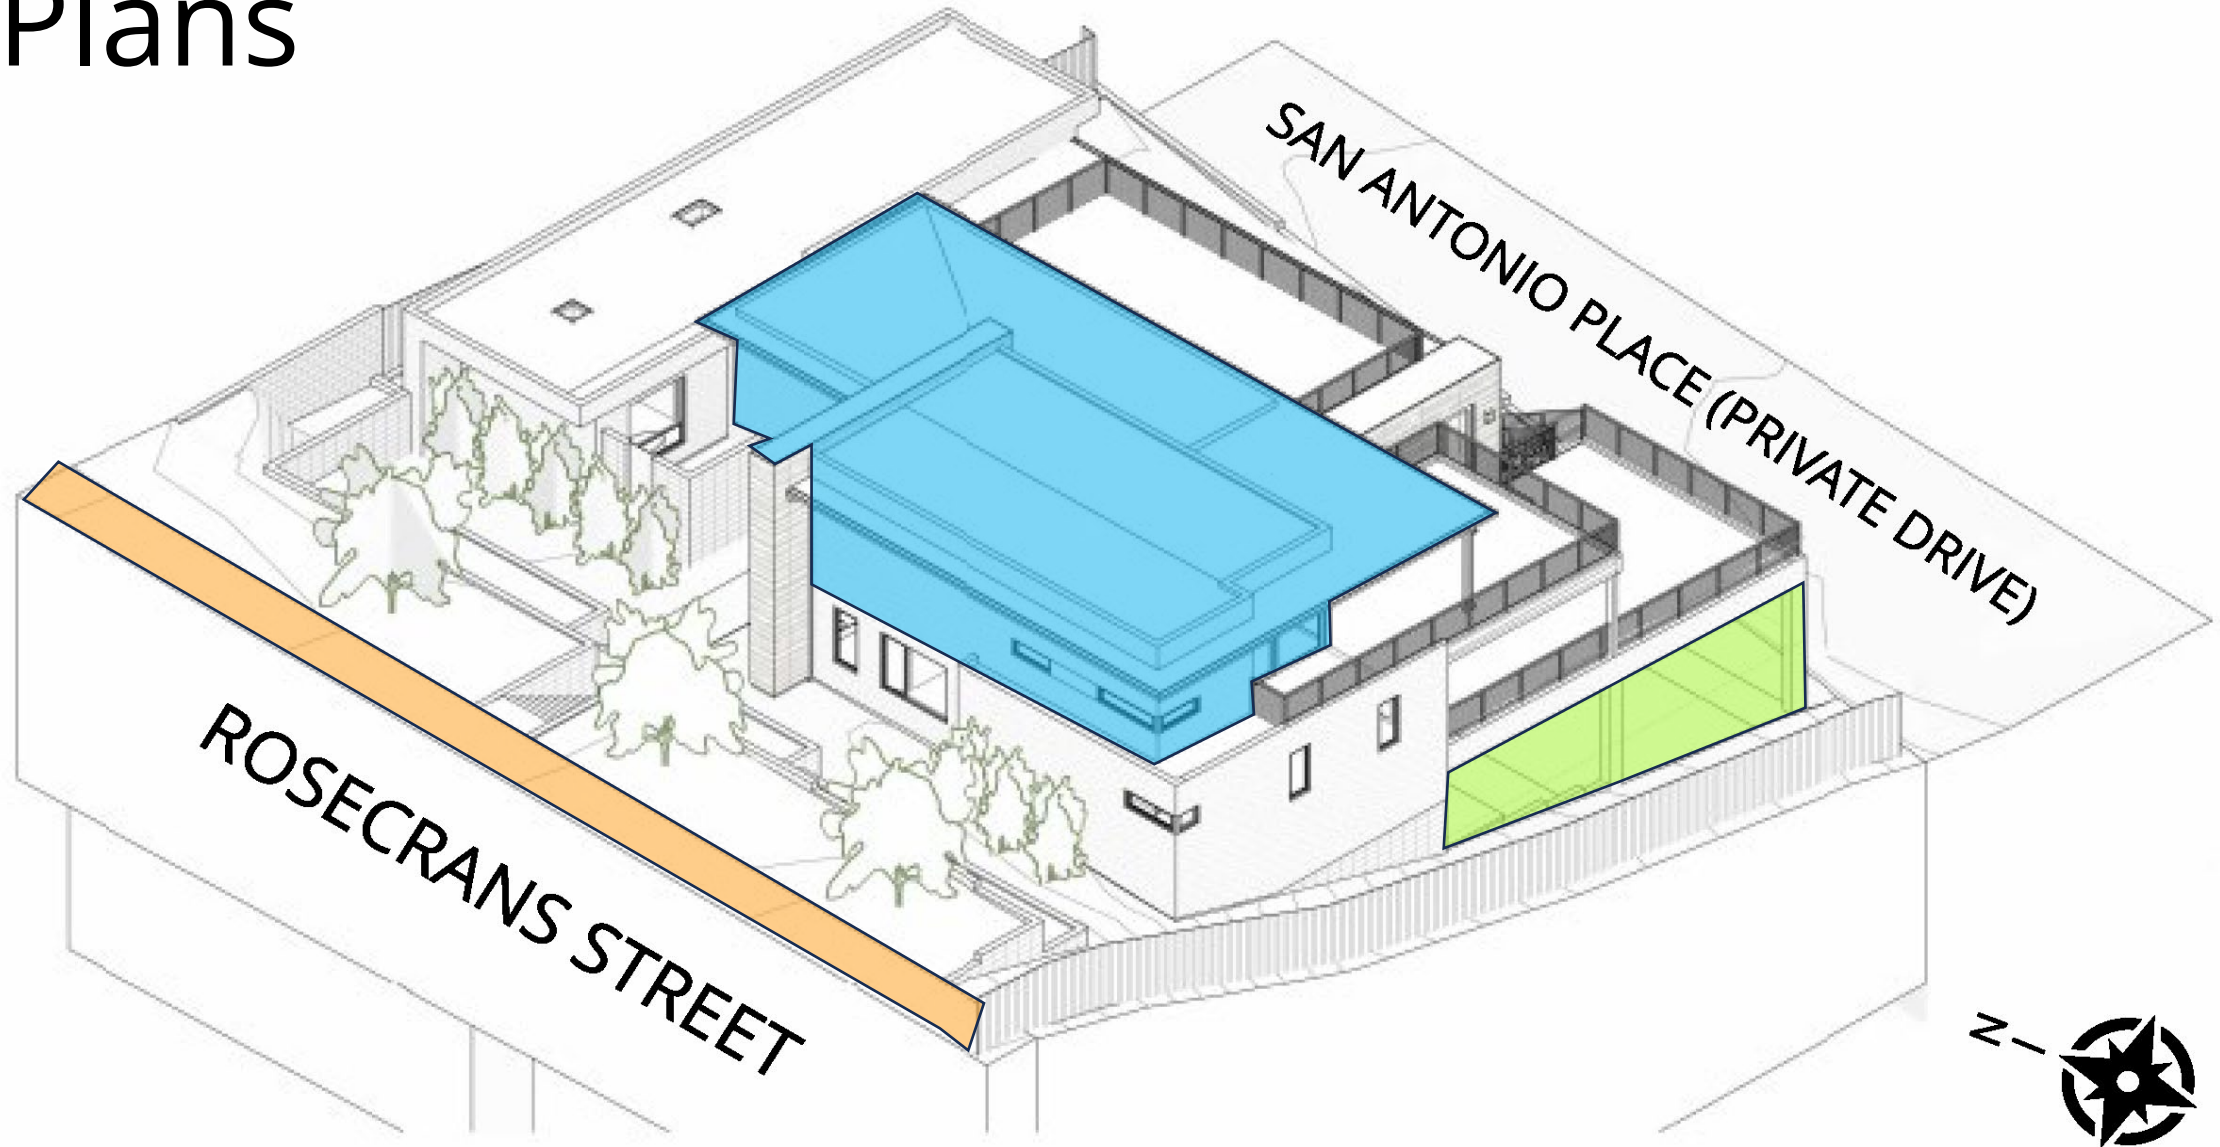 Plans
SAN ANTONIO PLACE (PRIVATE DRIVE)
ROSECRANS STREET
N